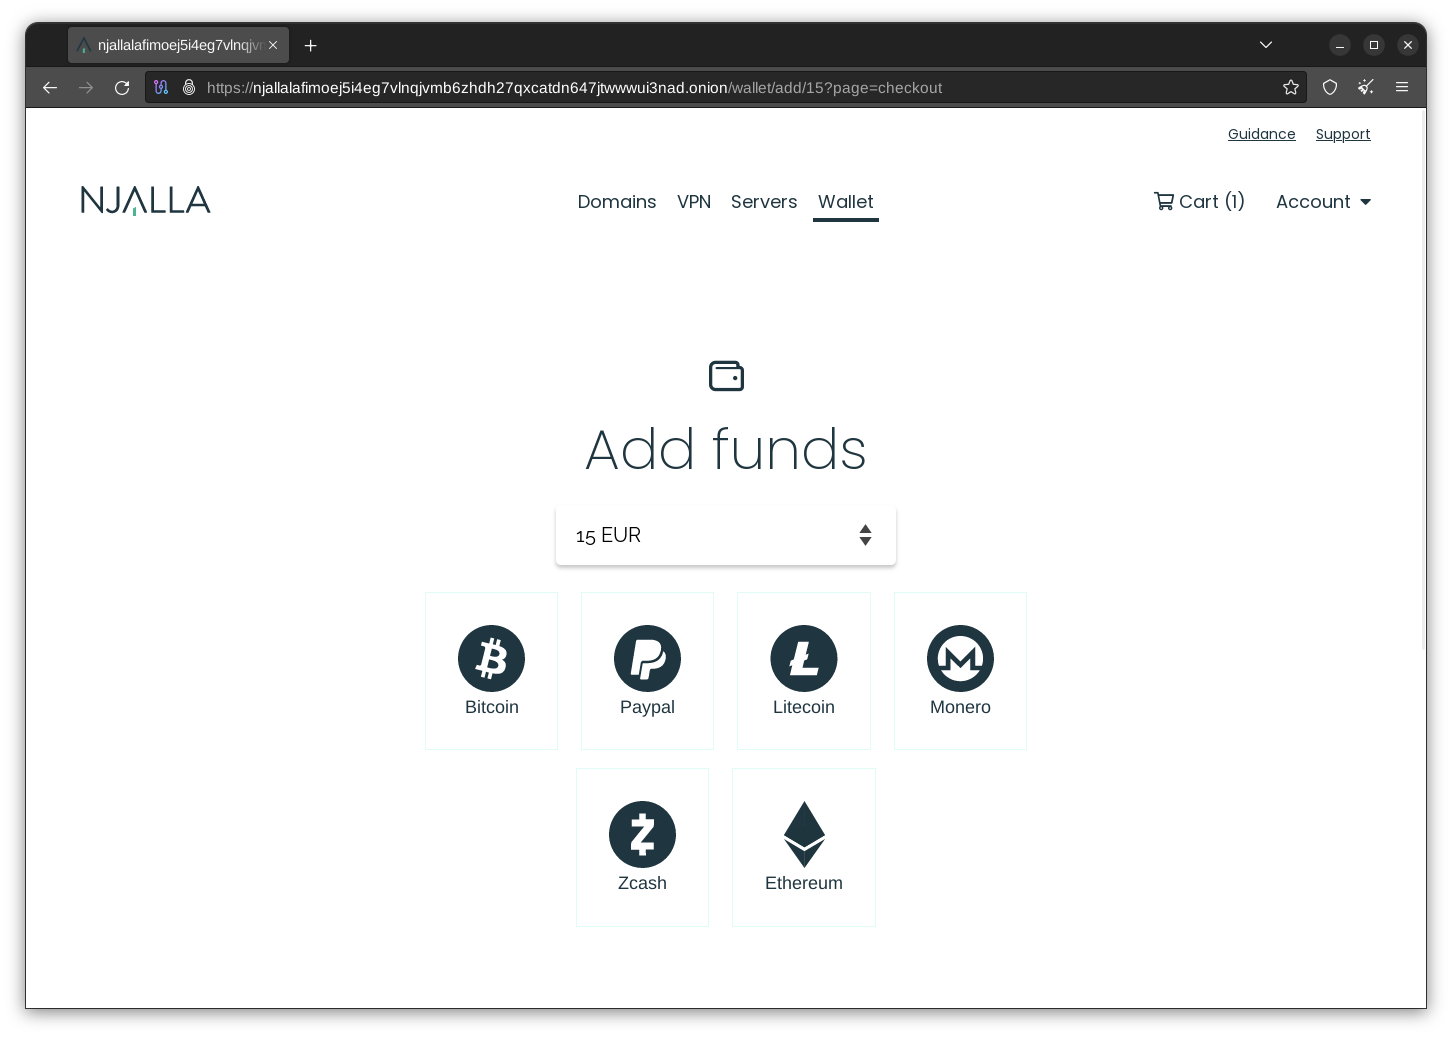 njallalafimoej5i4eg7vlnqjv
https://njallalafimoej5i4eg7vlnqjvmb6zhdh27qxcatdn647jtwwwui3nad.onion/wallet/add/15?page=checkout
Guidance Support
NJALLA Domains VPN Servers Wallet Cart (1) Account
Add funds
15 EUR
Bitcoin Paypal Litecoin Monero
Zcash Ethereum